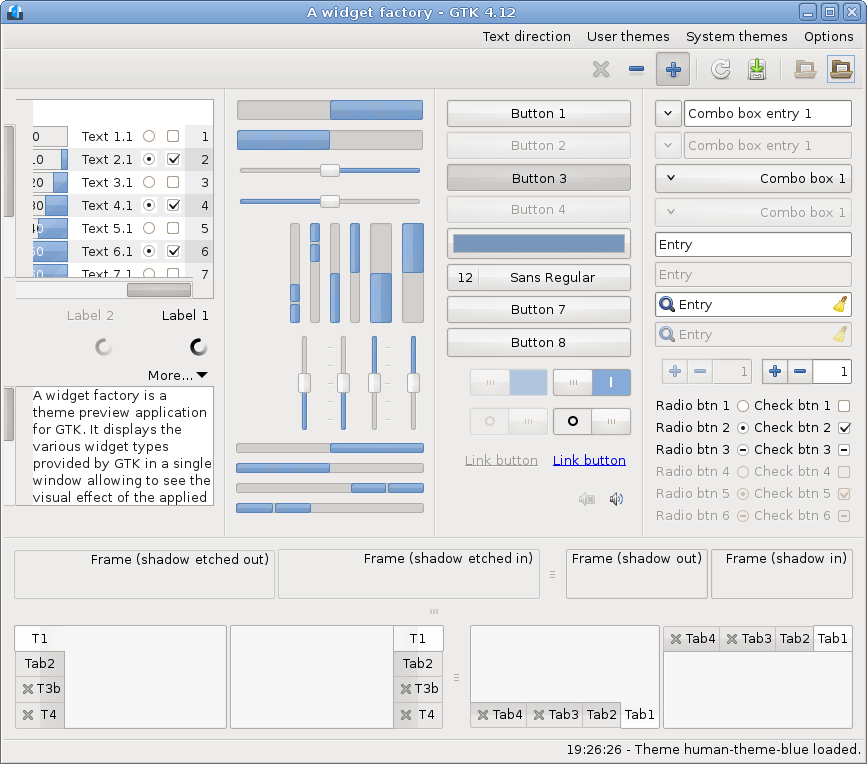 A widget factory - GTK 4.12
Text direction User themes System themes Options
0 Text 1.1 1
10 Text 2.1 2
20 Text 3.1 3
30 Text 4.1 4
40 Text 5.1 5
50 Text 6.1 6
60 Text 7.1 7
Label 2 Label 1
More...
A widget factory is a
theme preview application
for GTK. It displays the
various widget types
provided by GTK in a single
window allowing to see the
visual effect of the applied
Button 1
Button 2
Button 3
Button 4
12 Sans Regular
Button 7
Button 8
Link button Link button
Combo box entry 1
Combo box entry 1
Combo box 1
Combo box 1
Entry
Entry
Entry
Entry
1 1
Radio btn 1 Check btn 1
Radio btn 2 Check btn 2
Radio btn 3 Check btn 3
Radio btn 4 Check btn 4
Radio btn 5 Check btn 5
Radio btn 6 Check btn 6
Frame (shadow etched out) Frame (shadow etched in) Frame (shadow out) Frame (shadow in)
T1
Tab2
T3b
T4
T1
Tab2
T3b
T4
Tab4 Tab3 Tab2 Tab1
Tab4 Tab3 Tab2 Tab1
19:26:26 - Theme human-theme-blue loaded.